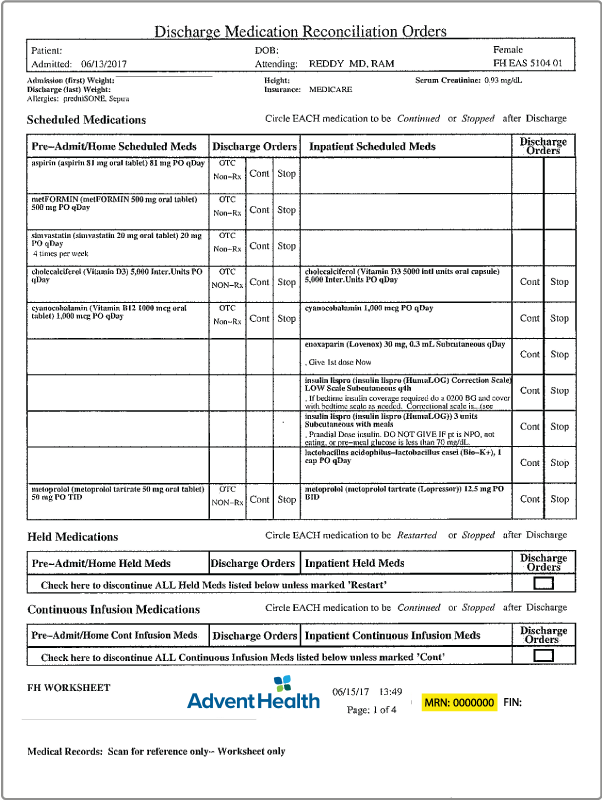 Discharge Medication Reconciliation Orders
Patient: DOB: Female
Admitted: 06/13/2017 Attending: REDDY MD, RAM FH EAS 5104 01
Admission (first) Weight: Height: Serum Creatinine: 0.93 mg/dL
Discharge (last) Weight: Insurance: MEDICARE
Allergies: predniSONE, Sepura
Scheduled Medications Circle EACH medication to be Continued or Stopped after Discharge
Pre-Admit/Home Scheduled Meds Discharge Orders Inpatient Scheduled Meds Discharge Orders
aspirin (aspirin 81 mg oral tablet) 81 mg PO qDay OTC
Non-Rx Cont Stop
metFORMIN (metFORMIN 500 mg oral tablet) OTC
500 mg PO qDay Non-Rx Cont Stop
simvastatin (simvastatin 20 mg oral tablet) 20 mg OTC
PO qDay Non-Rx Cont Stop
4 times per week
cholecalciferol (Vitamin D3) 5,000 Inter.Units PO OTC cholecalciferol (Vitamin D3 5000 intl units oral capsule)
qDay NON-Rx Cont Stop 5,000 Inter.Units PO qDay Cont Stop
cyanocobalamin (Vitamin B12 1000 mcg oral OTC cyanocobalamin 1,000 mcg PO qDay
tablet) 1,000 mcg PO qDay Non-Rx Cont Stop Cont Stop
enoxaparin (Lovenox) 30 mg, 0.3 mL Subcutaneous qDay
, Give 1st dose Now Cont Stop
insulin lispro (insulin lispro (HumaLOG) Correction Scale)
LOW Scale Subcutaneous q4h Cont Stop
, If bedtime insulin coverage required do a 0200 BG and cover
with bedtime scale as needed. Correctional scale is.. (see
insulin lispro (insulin lispro (HumaLOG)) 3 units
Subcutaneous with meals Cont Stop
, Prandial Dose insulin. DO NOT GIVE IF pt is NPO, not
eating, or pre-meal glucose is less than 70 mg/dL.
lactobacillus acidophilus-lactobacillus casei (Bio-K+), 1
cap PO qDay Cont Stop
metoprolol (metoprolol tartrate 50 mg oral tablet) OTC metoprolol (metoprolol tartrate (Lopressor)) 12.5 mg PO
50 mg PO TID NON-Rx Cont Stop BID Cont Stop
Held Medications Circle EACH medication to be Restarted or Stopped after Discharge
Pre-Admit/Home Held Meds Discharge Orders Inpatient Held Meds Discharge Orders
Check here to discontinue ALL Held Meds listed below unless marked 'Restart'
Continuous Infusion Medications Circle EACH medication to be Continued or Stopped after Discharge
Pre-Admit/Home Cont Infusion Meds Discharge Orders Inpatient Continuous Infusion Meds Discharge Orders
Check here to discontinue ALL Continuous Infusion Meds listed below unless marked 'Cont'
FH WORKSHEET AdventHealth 06/15/17 13:49
Page: 1 of 4 MRN: 0000000 FIN:
Medical Records: Scan for reference only-- Worksheet only